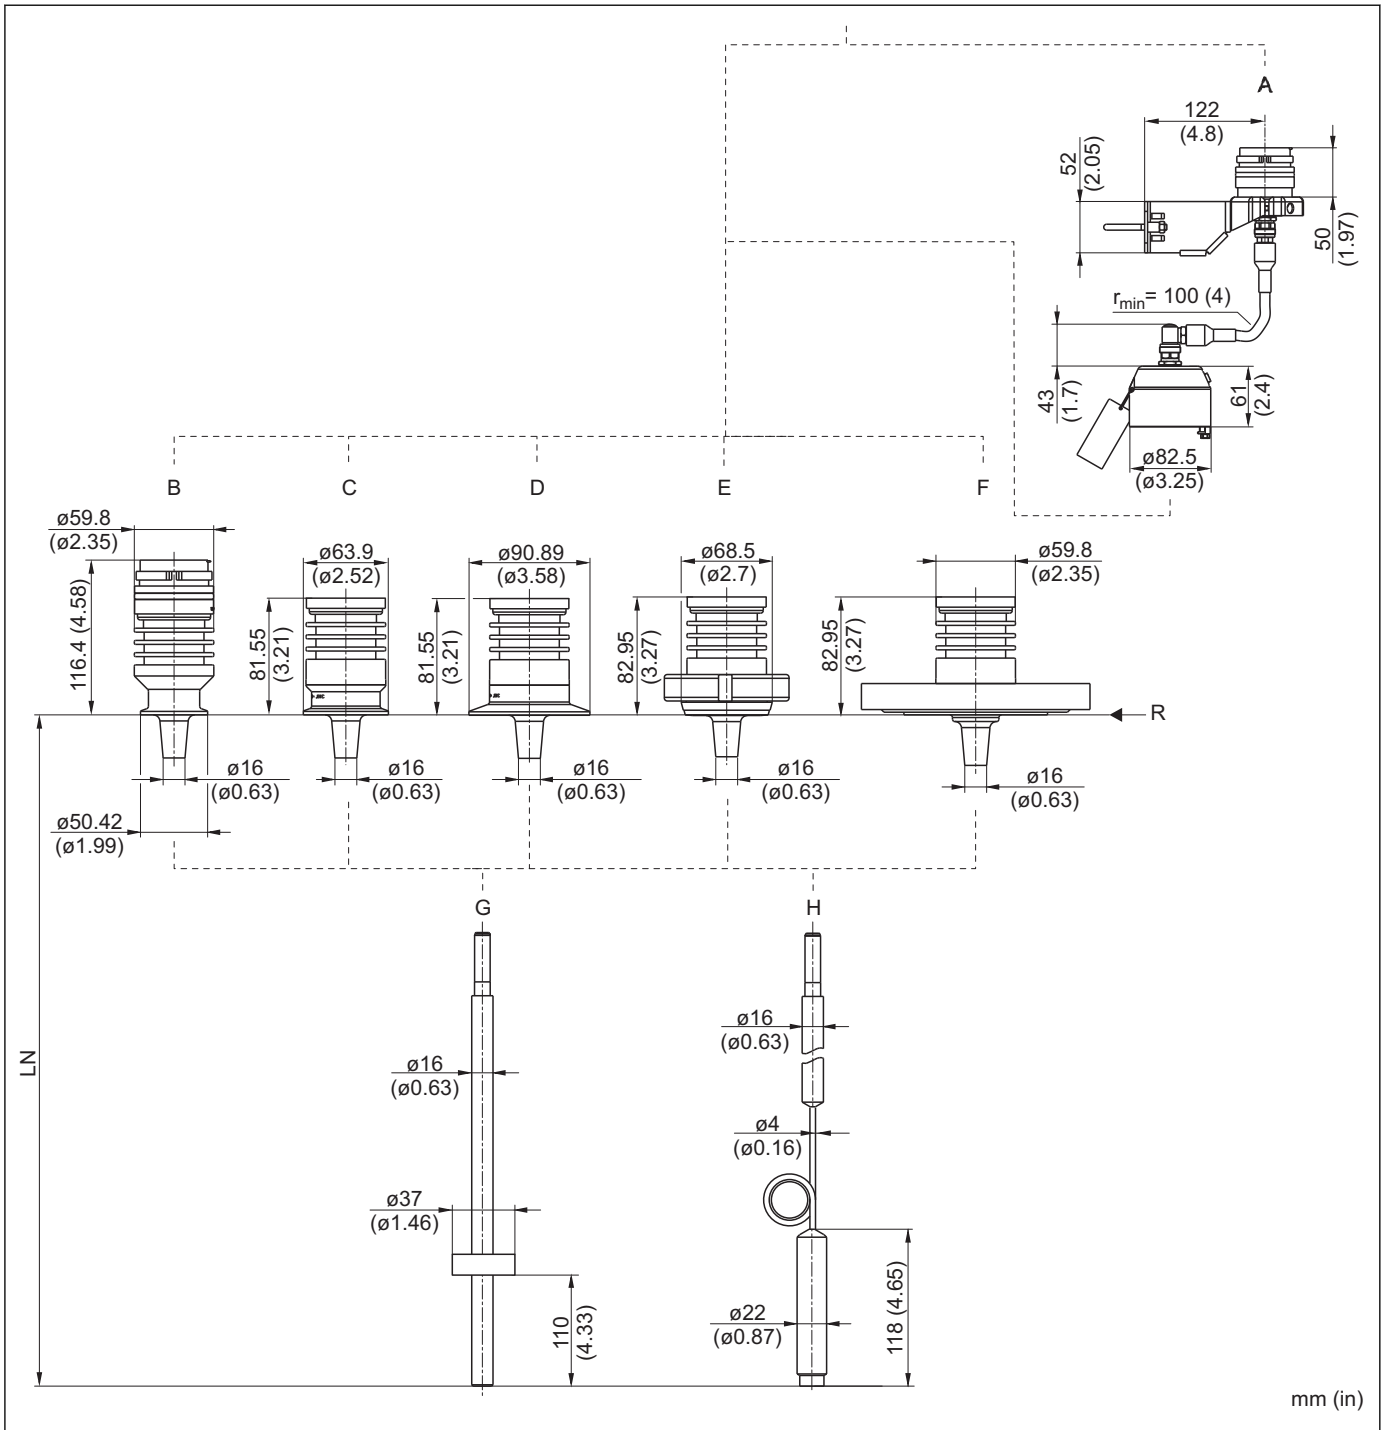 A
122
(4.8)
52
(2.05)
50
(1.97)
rmin= 100 (4)
43
(1.7)
61
(2.4)
ø82.5
(ø3.25)
B
C
D
E
F
ø59.8
(ø2.35)
ø63.9
(ø2.52)
ø90.89
(ø3.58)
ø68.5
(ø2.7)
ø59.8
(ø2.35)
116.4 (4.58)
81.55
(3.21)
81.55
(3.21)
82.95
(3.27)
82.95
(3.27)
R
ø16
(ø0.63)
ø16
(ø0.63)
ø16
(ø0.63)
ø16
(ø0.63)
ø16
(ø0.63)
ø50.42
(ø1.99)
G
H
LN
ø16
(ø0.63)
ø16
(ø0.63)
ø4
(ø0.16)
ø37
(ø1.46)
110
(4.33)
ø22
(ø0.87)
118 (4.65)
mm (in)